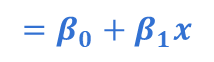 = β₀ + β₁x